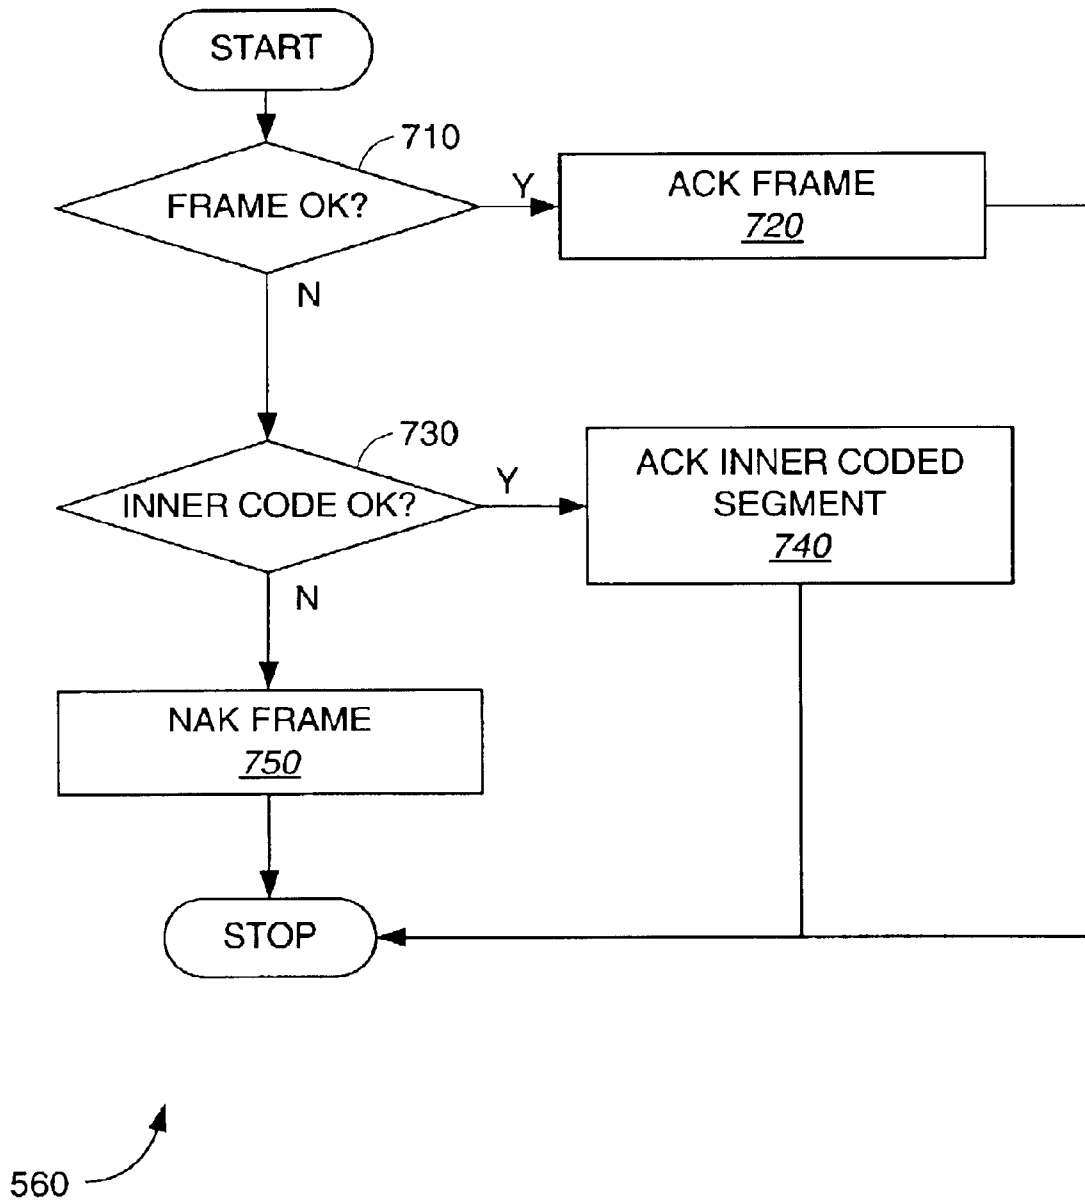 START
710
FRAME OK?
Y
ACK FRAME
720
N
730
INNER CODE OK?
Y
ACK INNER CODED
SEGMENT
740
N
NAK FRAME
750
STOP
560